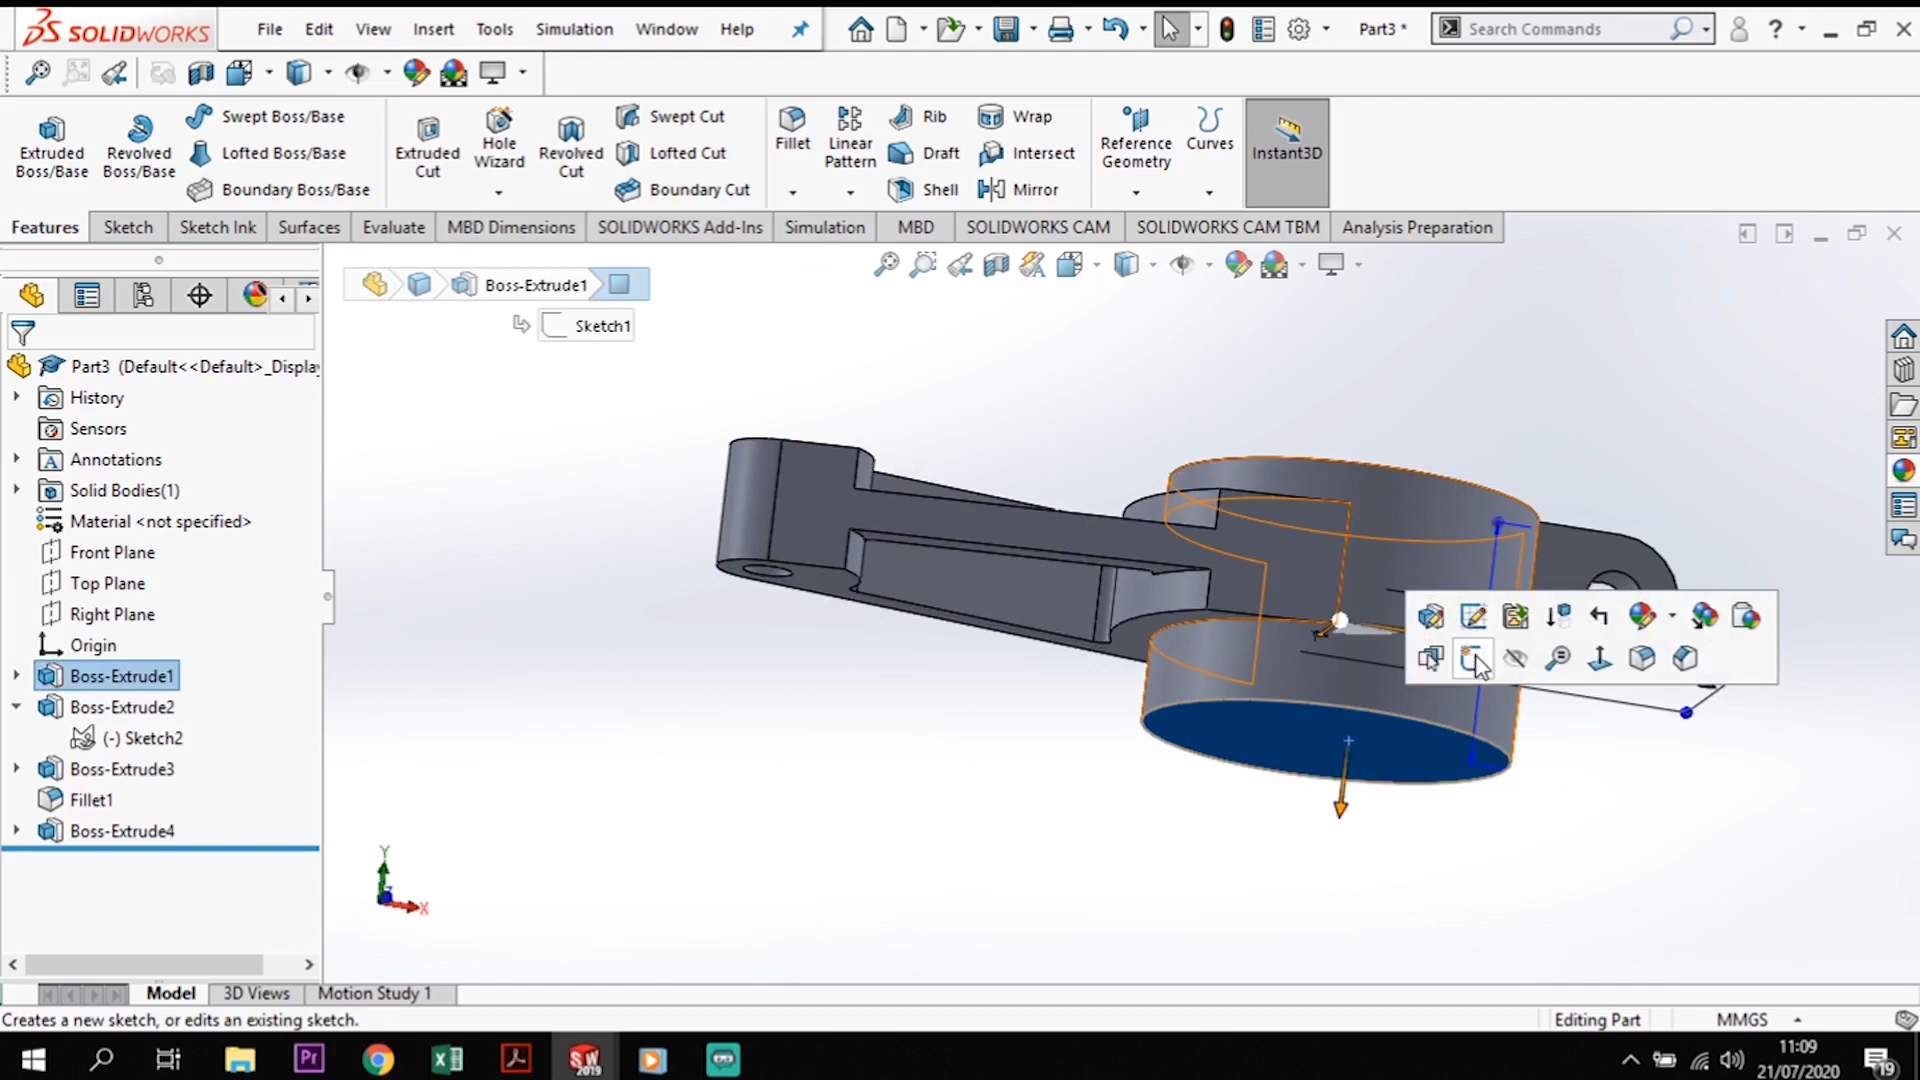 SOLIDWORKS File Edit View Insert Tools Simulation Window Help Part3 * Search Commands ?
Extruded Boss/Base
Revolved Boss/Base
Swept Boss/Base
Lofted Boss/Base
Boundary Boss/Base
Extruded Cut
Hole Wizard
Revolved Cut
Swept Cut
Lofted Cut
Boundary Cut
Fillet
Linear Pattern
Rib
Draft
Shell
Wrap
Intersect
Mirror
Reference Geometry
Curves
Instant3D
Features Sketch Sketch Ink Surfaces Evaluate MBD Dimensions SOLIDWORKS Add-Ins Simulation MBD SOLIDWORKS CAM SOLIDWORKS CAM TBM Analysis Preparation
Boss-Extrude1
Sketch1
Part3 (Default<<Default>_Display
History
Sensors
Annotations
Solid Bodies(1)
Material <not specified>
Front Plane
Top Plane
Right Plane
Origin
Boss-Extrude1
Boss-Extrude2
(-) Sketch2
Boss-Extrude3
Fillet1
Boss-Extrude4
Y
X
Model 3D Views Motion Study 1
Creates a new sketch, or edits an existing sketch. Editing Part MMGS
Pr SW 2019
11:09
21/07/2020
19